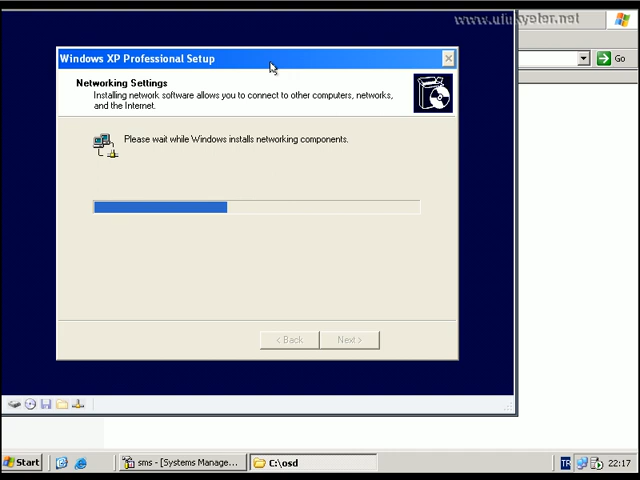 www.ulukyeler.net
Windows XP Professional Setup
Go
Networking Settings
Installing network software allows you to connect to other computers, networks,
and the Internet.
Please wait while Windows installs networking components.
< Back
Next >
Start
sms - [Systems Manage...
C:\osd
TR
22:17